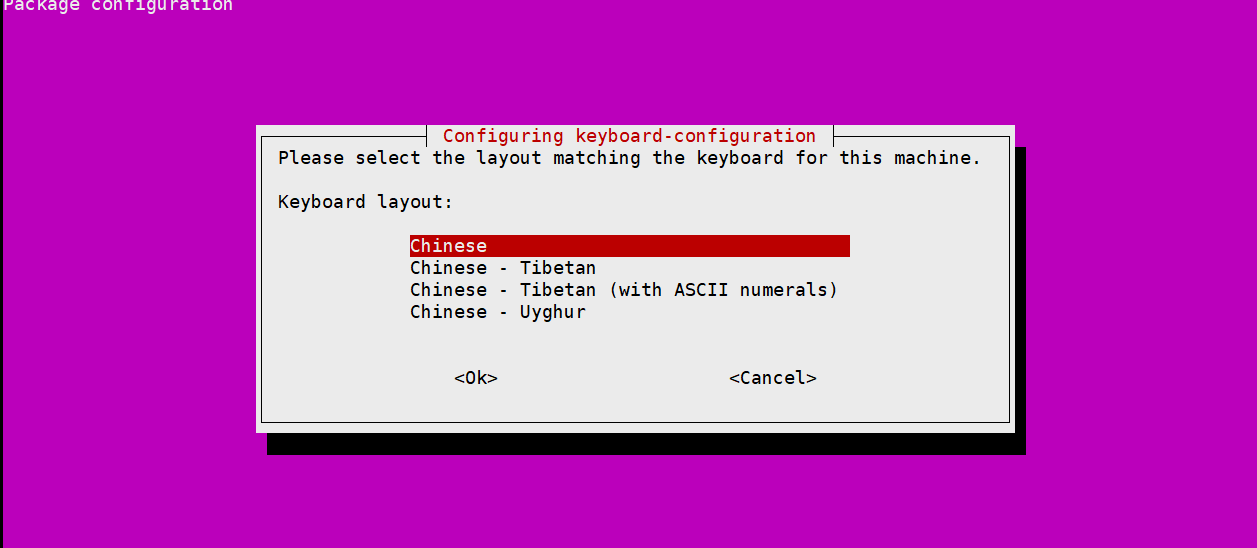 Package configuration
Configuring keyboard-configuration
Please select the layout matching the keyboard for this machine.
Keyboard layout:
Chinese
Chinese - Tibetan
Chinese - Tibetan (with ASCII numerals)
Chinese - Uyghur
<Ok> <Cancel>